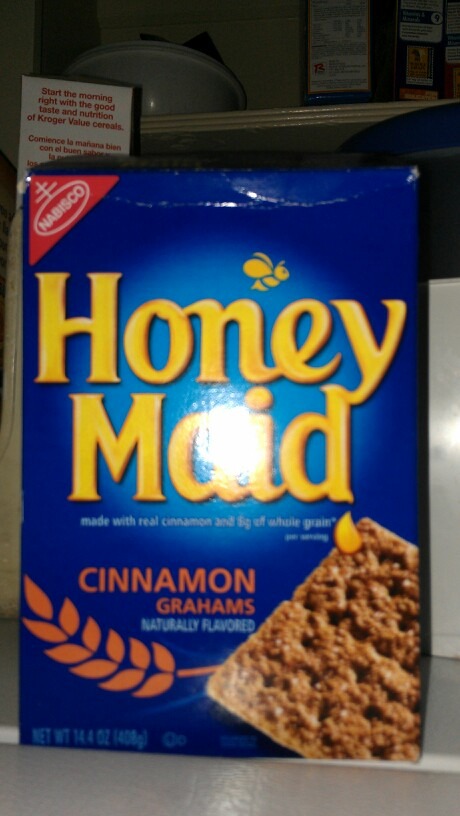 Start the morning
right with the good
taste and nutrition
of Kroger Value cereals.
Comience la mañana bien
con el buen sabor
NABISCO
Honey
Maid
made with real cinnamon and 8g of whole grain*
per serving
CINNAMON
GRAHAMS
NATURALLY FLAVORED
NET WT 14.4 OZ (408g)